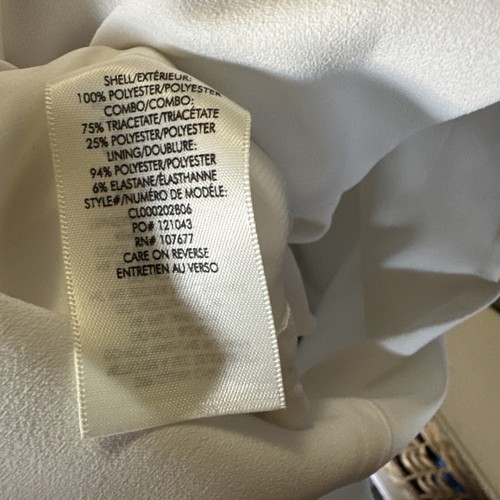 SHELL/EXTÉRIEUR:
100% POLYESTER/POLYESTER
COMBO/COMBO:
75% TRIACETATE/TRIACÉTATE
25% POLYESTER/POLYESTER
LINING/DOUBLURE:
94% POLYESTER/POLYESTER
6% ELASTANE/ÉLASTHANNE
STYLE#/NUMÉRO DE MODÈLE:
CL000202B06
PO# 121043
RN# 107677
CARE ON REVERSE
ENTRETIEN AU VERSO